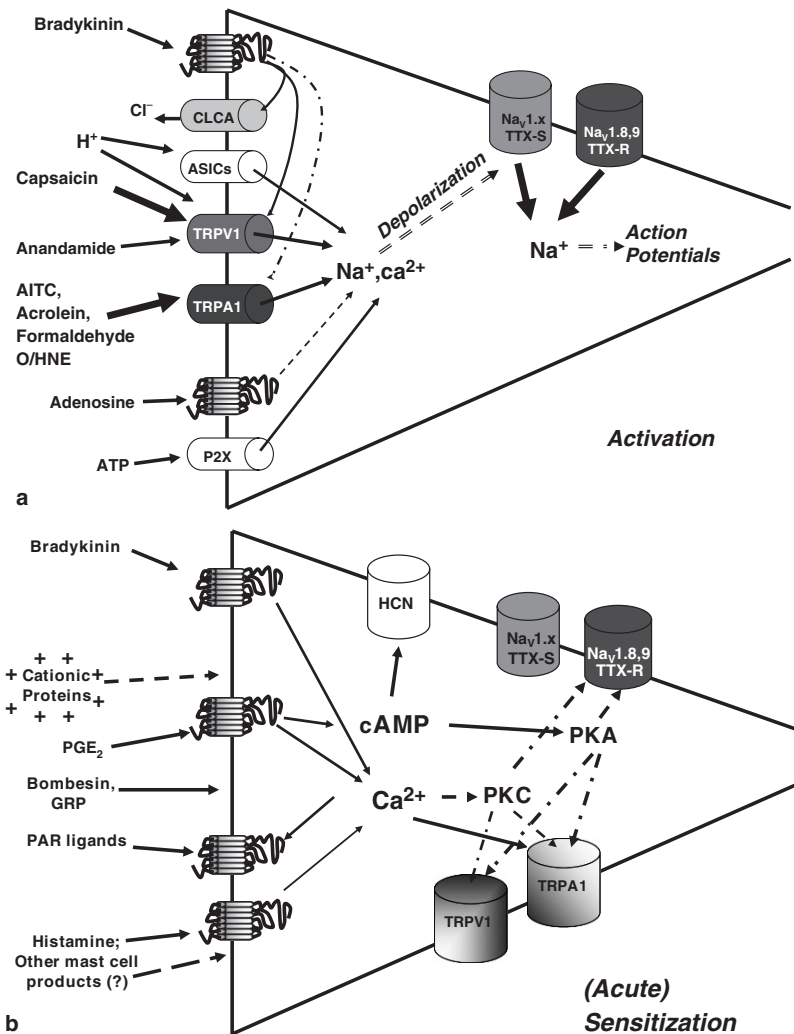 Bradykinin
Cl⁻
CLCA
H⁺
ASICs
Capsaicin
TRPV1
Anandamide
AITC,
Acrolein,
Formaldehyde
O/HNE
TRPA1
Adenosine
ATP
P2X
Na⁺,ca²⁺
Depolarization
Naᵥ1.x
TTX-S
Naᵥ1.8,9
TTX-R
Na⁺
Action
Potentials
Activation
a
Bradykinin
HCN
Naᵥ1.x
TTX-S
Naᵥ1.8,9
TTX-R
+ +
+ Cationic +
Proteins
+ + + +
PGE₂
cAMP
PKA
Bombesin,
GRP
Ca²⁺
PKC
PAR ligands
TRPV1
TRPA1
Histamine;
Other mast cell
products (?)
(Acute)
Sensitization
b